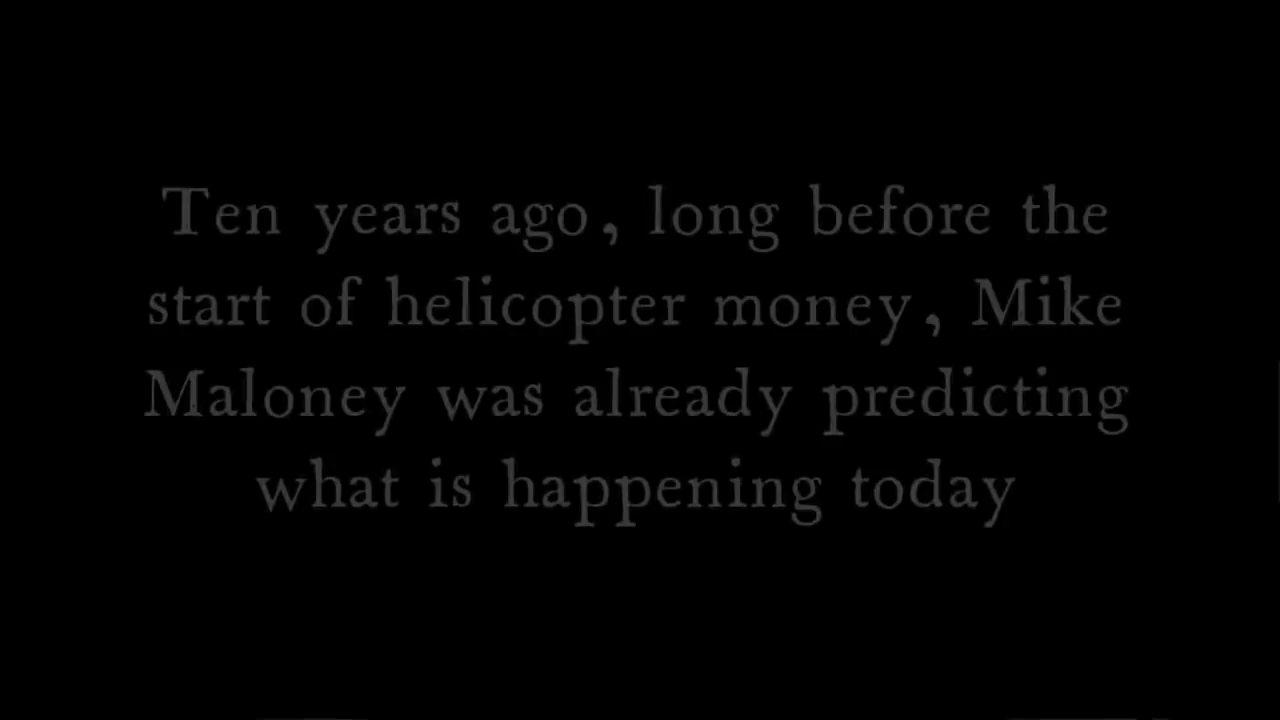 Ten years ago, long before the
start of helicopter money, Mike
Maloney was already predicting
what is happening today